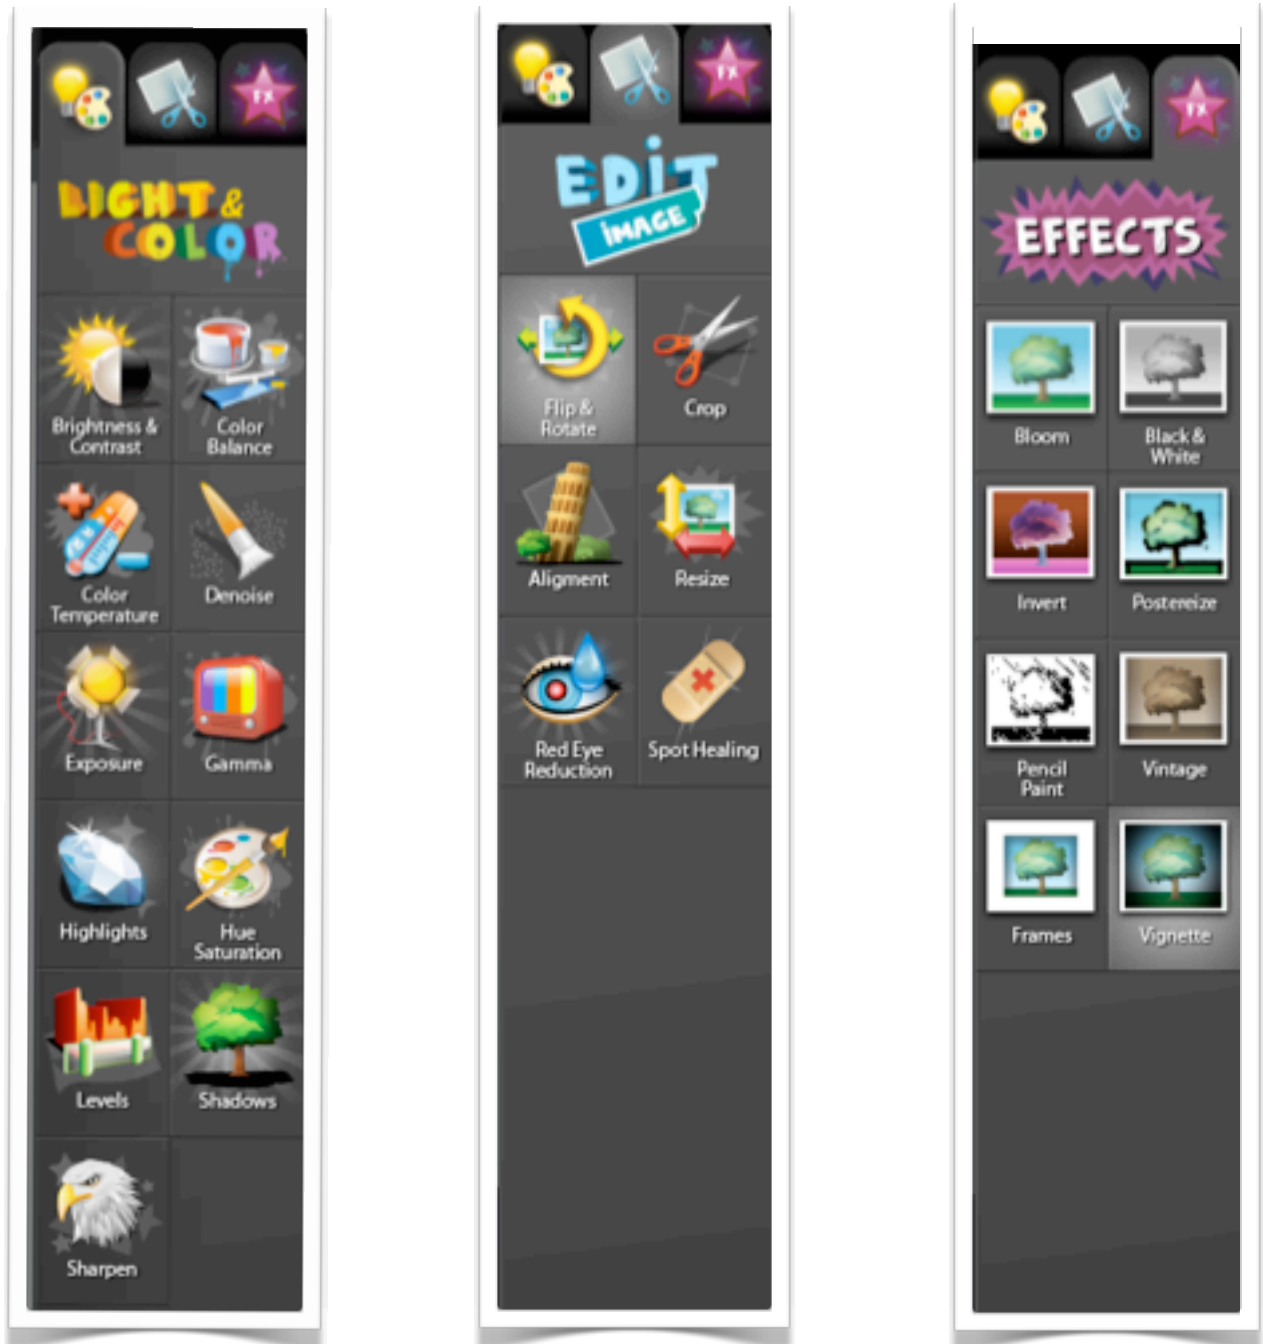 FX
LIGHT &
COLOR
Brightness &
Contrast
Color
Balance
Color
Temperature
Denoise
Exposure
Gamma
Highlights
Hue
Saturation
Levels
Shadows
Sharpen
FX
EDiT
iMAGE
Flip &
Rotate
Crop
Aligment
Resize
Red Eye
Reduction
Spot Healing
FX
EFFECTS
Bloom
Black &
White
Invert
Postereize
Pencil
Paint
Vintage
Frames
Vignette